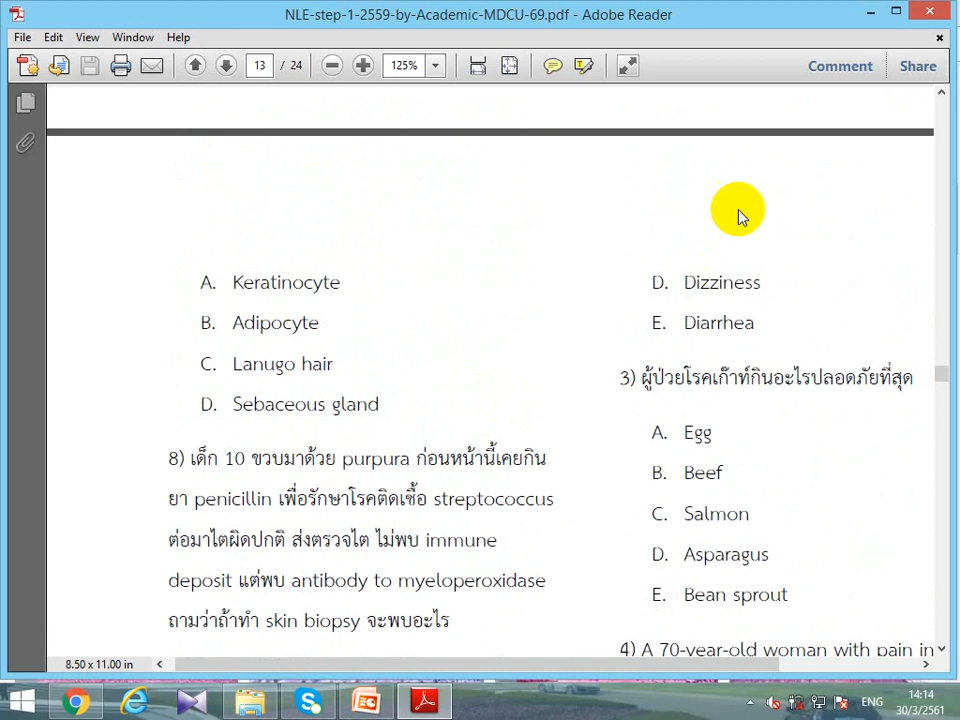 NLE-step-1-2559-by-Academic-MDCU-69.pdf - Adobe Reader
File Edit View Window Help
13 / 24 125% Comment Share
A. Keratinocyte
B. Adipocyte
C. Lanugo hair
D. Sebaceous gland
8) เด็ก 10 ขวบมาด้วย purpura ก่อนหน้านี้เคยกิน
ยา penicillin เพื่อรักษาโรคติดเชื้อ streptococcus
ต่อมาไตผิดปกติ ส่งตรวจไต ไม่พบ immune
deposit แต่พบ antibody to myeloperoxidase
ถามว่าถ้าทำ skin biopsy จะพบอะไร
D. Dizziness
E. Diarrhea
3) ผู้ป่วยโรคเก๊าท์กินอะไรปลอดภัยที่สุด
A. Egg
B. Beef
C. Salmon
D. Asparagus
E. Bean sprout
4) A 70-year-old woman with pain in
8.50 x 11.00 in
ENG
14:14
30/3/2561